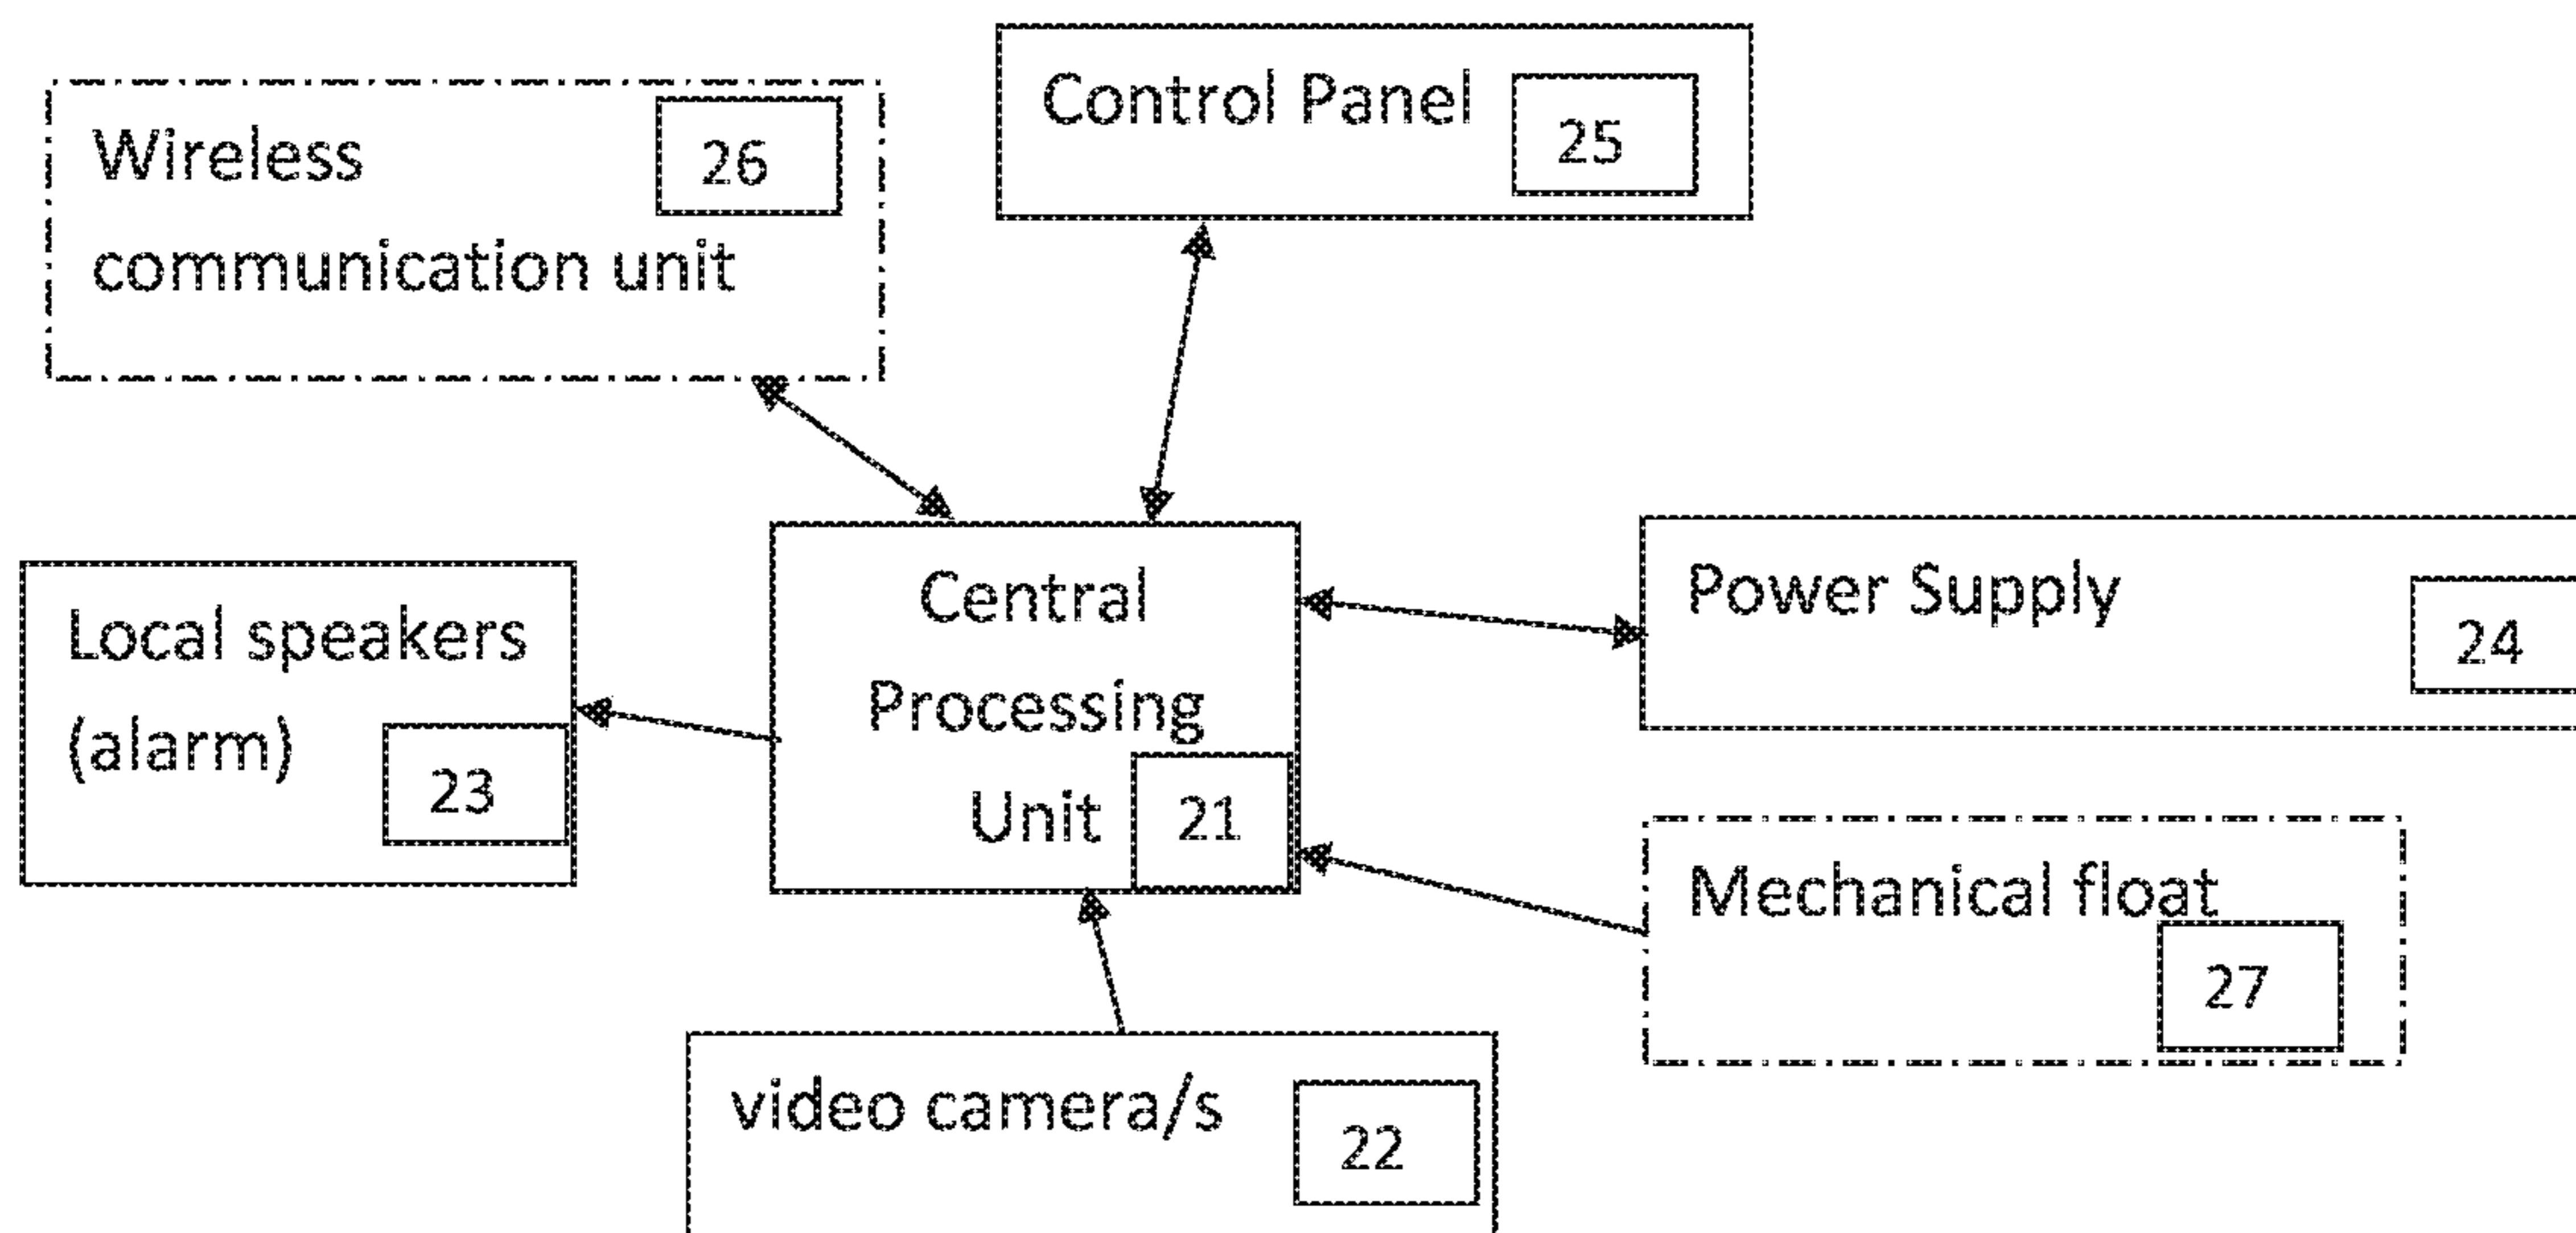 Control Panel
25
Wireless
26
communication unit
Central
Processing
Unit
21
Power Supply
24
Local speakers
(alarm)
23
Mechanical float
27
video camera/s
22